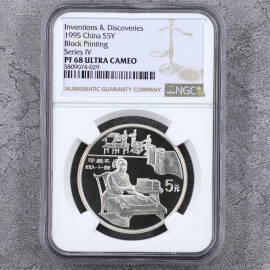 Inventions & Discoveries
1995 China S5Y
Block Printing
Series IV
PF 68 ULTRA CAMEO
5809074-029
NGC
NUMISMATIC GUARANTY COMPANY
5元